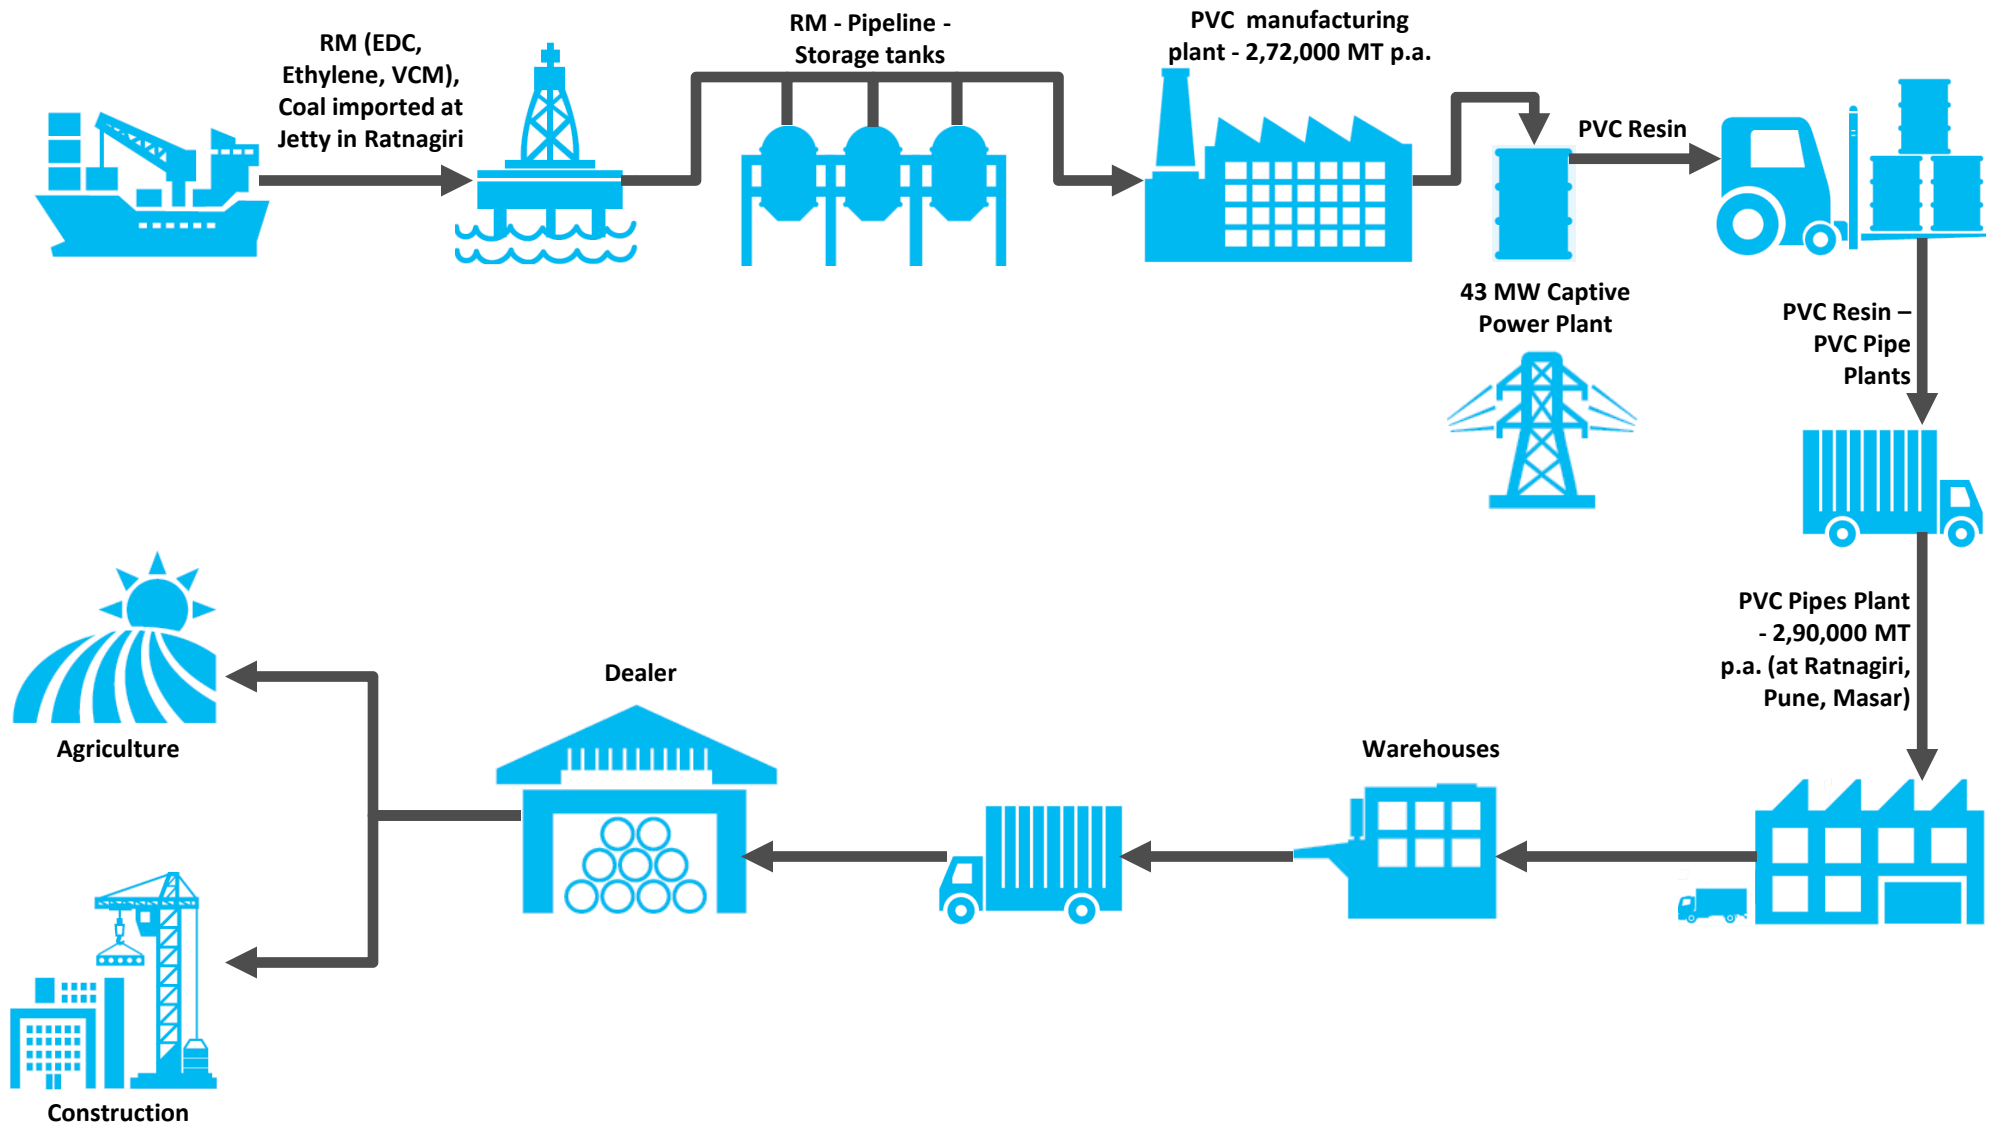 RM (EDC,
Ethylene, VCM),
Coal imported at
Jetty in Ratnagiri
RM - Pipeline -
Storage tanks
PVC  manufacturing
plant - 2,72,000 MT p.a.
PVC Resin
43 MW Captive
Power Plant
PVC Resin –
PVC Pipe
Plants
PVC Pipes Plant
- 2,90,000 MT
p.a. (at Ratnagiri,
Pune, Masar)
Warehouses
Dealer
Agriculture
Construction